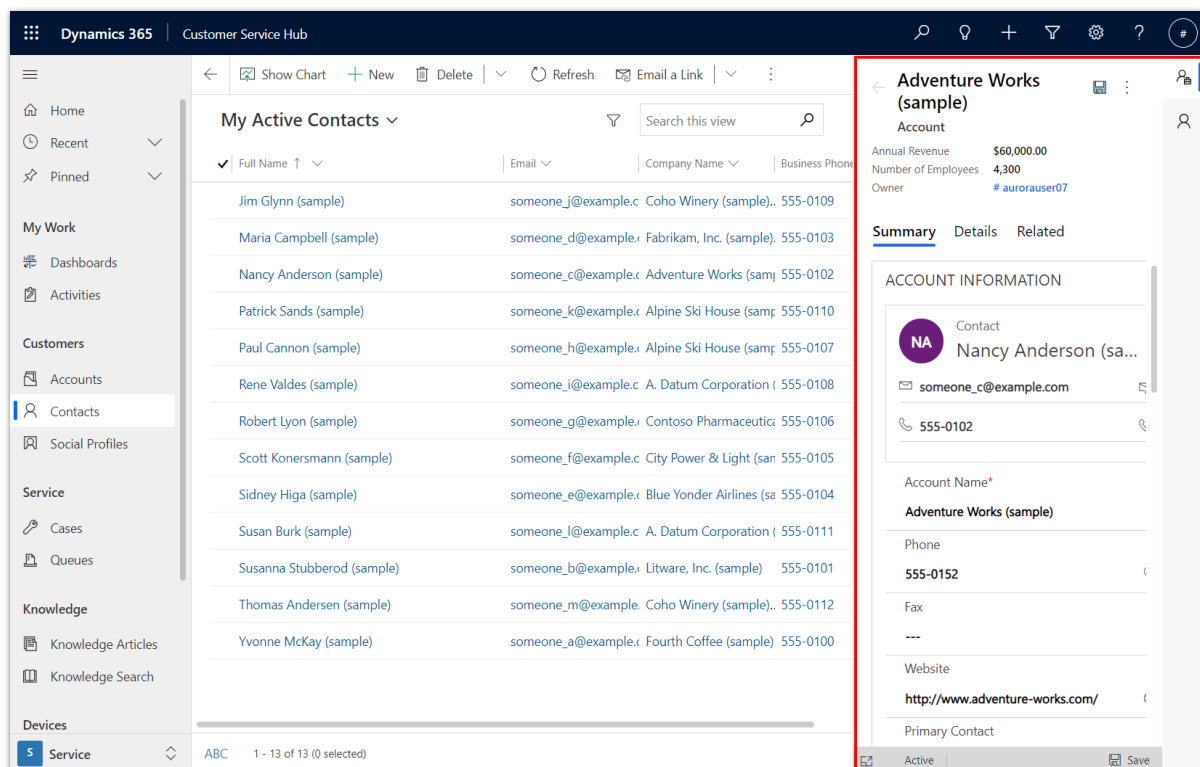 Dynamics 365 Customer Service Hub #
Home
Recent
Pinned
My Work
Dashboards
Activities
Customers
Accounts
Contacts
Social Profiles
Service
Cases
Queues
Knowledge
Knowledge Articles
Knowledge Search
Devices
S Service
Show Chart New Delete Refresh Email a Link
My Active Contacts Search this view
Full Name ↑ Email Company Name Business Phone
Jim Glynn (sample) someone_j@example.c Coho Winery (sample).. 555-0109
Maria Campbell (sample) someone_d@example.c Fabrikam, Inc. (sample). 555-0103
Nancy Anderson (sample) someone_c@example.c Adventure Works (samp 555-0102
Patrick Sands (sample) someone_k@example.c Alpine Ski House (samp 555-0110
Paul Cannon (sample) someone_h@example.c Alpine Ski House (samp 555-0107
Rene Valdes (sample) someone_i@example.c A. Datum Corporation ( 555-0108
Robert Lyon (sample) someone_g@example.c Contoso Pharmaceutica 555-0106
Scott Konersmann (sample) someone_f@example.c City Power & Light (san 555-0105
Sidney Higa (sample) someone_e@example.c Blue Yonder Airlines (sa 555-0104
Susan Burk (sample) someone_l@example.c A. Datum Corporation ( 555-0111
Susanna Stubberod (sample) someone_b@example.c Litware, Inc. (sample) 555-0101
Thomas Andersen (sample) someone_m@example. Coho Winery (sample).. 555-0112
Yvonne McKay (sample) someone_a@example.c Fourth Coffee (sample) 555-0100
ABC 1 - 13 of 13 (0 selected)
Adventure Works
(sample)
Account
Annual Revenue $60,000.00
Number of Employees 4,300
Owner # aurorauser07
Summary Details Related
ACCOUNT INFORMATION
NA
Contact
Nancy Anderson (sa...
someone_c@example.com
555-0102
Account Name*
Adventure Works (sample)
Phone
555-0152
Fax
---
Website
http://www.adventure-works.com/
Primary Contact
Active Save